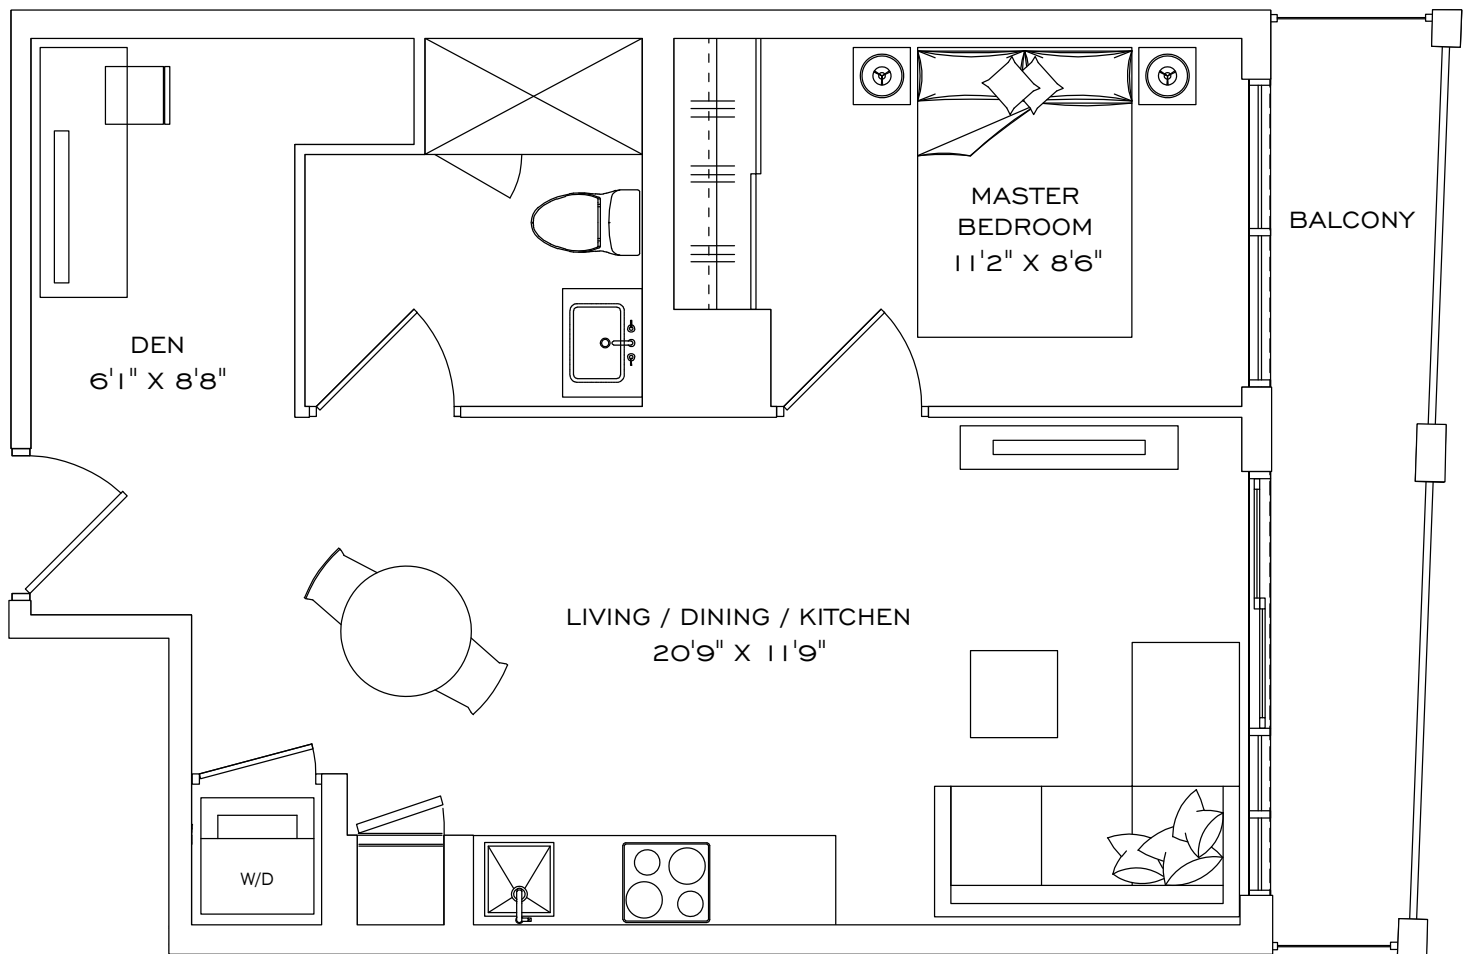 MASTER
BEDROOM
11'2" X 8'6"
BALCONY
DEN
6'1" X 8'8"
LIVING / DINING / KITCHEN
20'9" X 11'9"
W/D